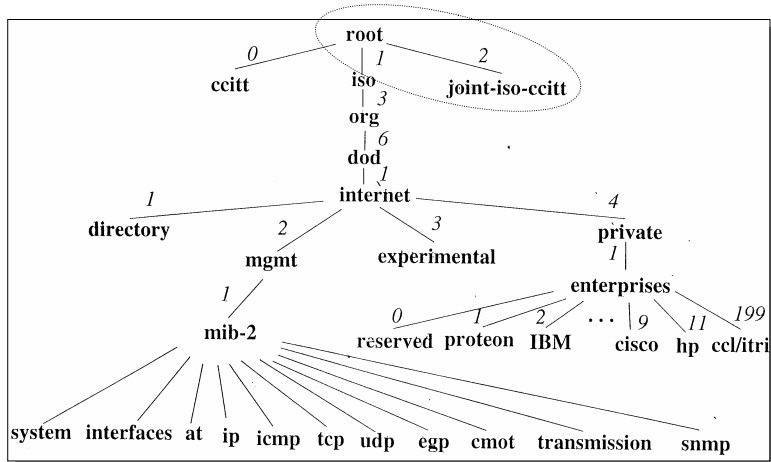 root
0 1 2
ccitt iso joint-iso-ccitt
3
org
6
dod
1
internet
1 2 3 4
directory mgmt experimental private
1 1
enterprises
mib-2
0 1 2 ... 9 11 199
reserved proteon IBM cisco hp ccl/itri
system interfaces at ip icmp tcp udp egp cmot transmission snmp